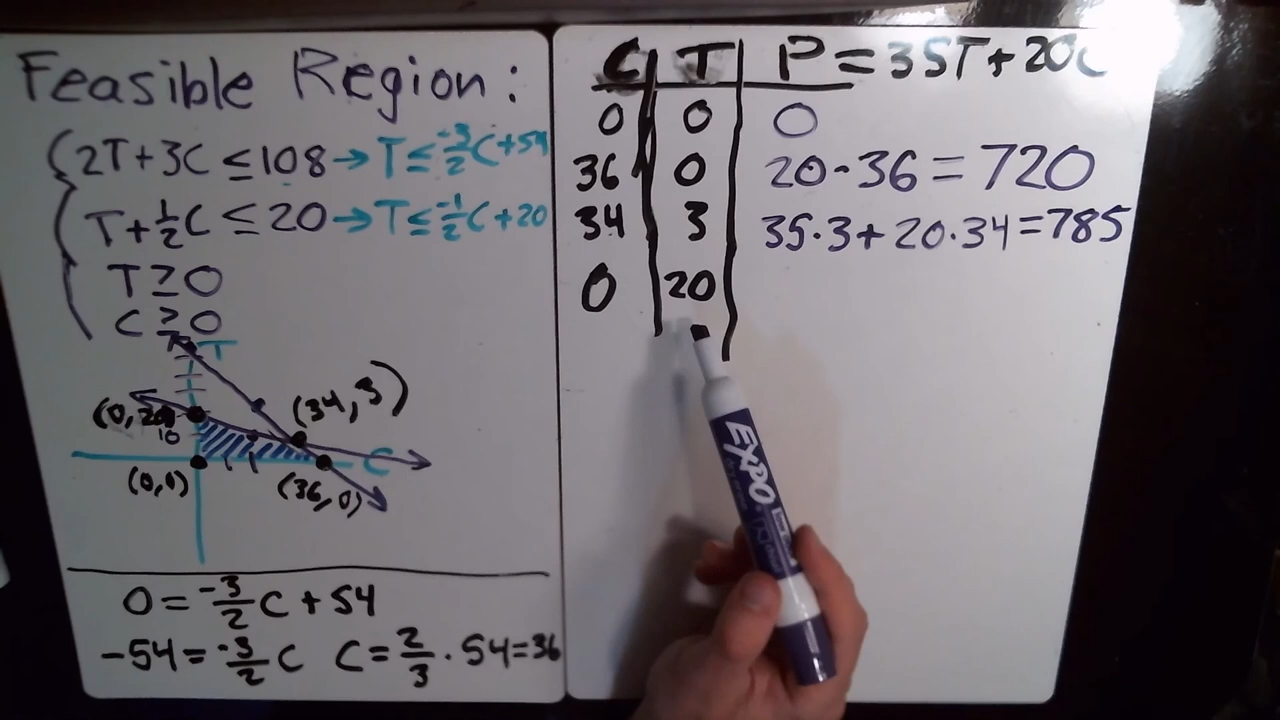 Feasible Region:
2T+3C ≤ 108 → T ≤ -3/2 C + 54
T + 1/2 C ≤ 20 → T ≤ -1/2 C + 20
T ≥ 0
C ≥ 0
T
(0,20)
10
(34,3)
C
(0,0)
(36,0)
0 = -3/2 C + 54
-54 = -3/2 C C = 2/3 · 54 = 36
C T P = 35T + 20C
0 0 0
36 0 20·36 = 720
34 3 35·3 + 20·34 = 785
0 20
EXPO